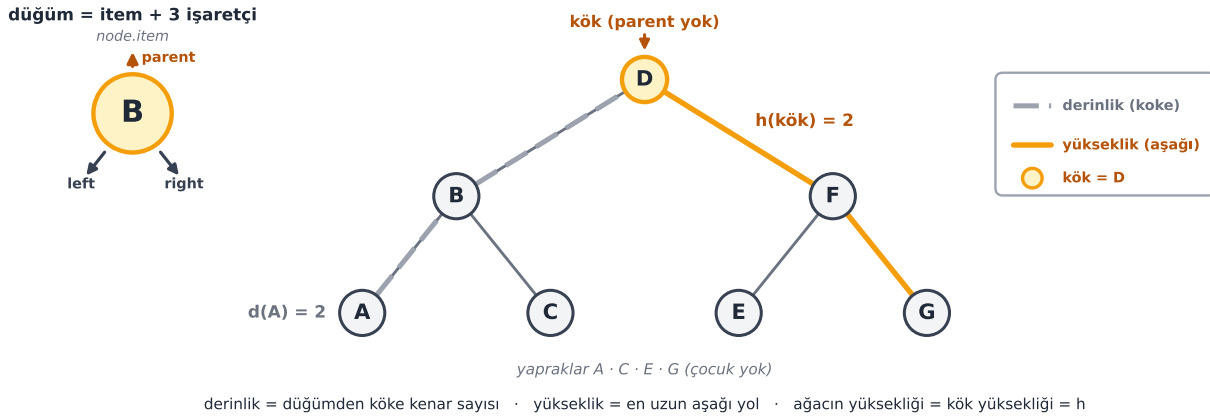 düğüm = item + 3 işaretçi
node.item
parent
B
left
right
kök (parent yok)
D
h(kök) = 2
B
F
d(A) = 2
A
C
E
G
derinlik (koke)
yükseklik (aşağı)
kök = D
yapraklar A · C · E · G (çocuk yok)
derinlik = düğümden köke kenar sayısı · yükseklik = en uzun aşağı yol · ağacın yüksekliği = kök yüksekliği = h